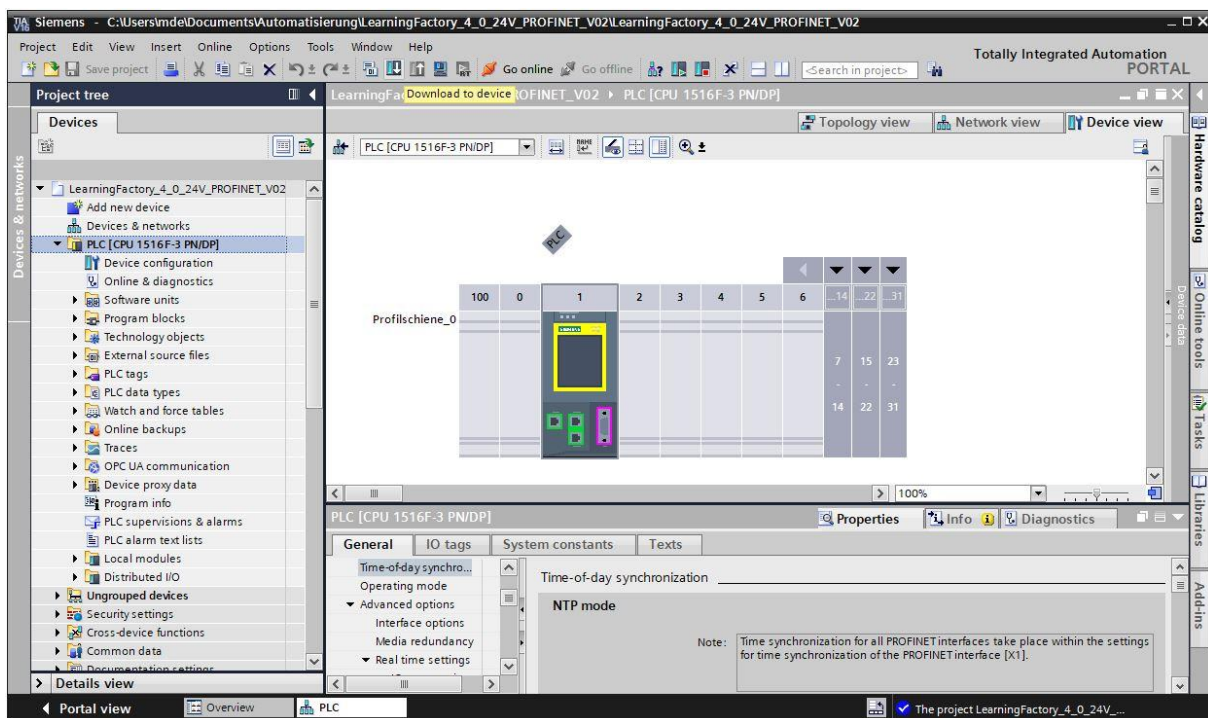 TIA V16 Siemens - C:\Users\mde\Documents\Automatisierung\LearningFactory_4_0_24V_PROFINET_V02\LearningFactory_4_0_24V_PROFINET_V02
Project Edit View Insert Online Options Tools Window Help
Totally Integrated Automation
PORTAL
Save project Go online Go offline <Search in project>
Project tree
Devices
LearningFactory_4_0_24V_PROFINET_V02
Add new device
Devices & networks
PLC [CPU 1516F-3 PN/DP]
Device configuration
Online & diagnostics
Software units
Program blocks
Technology objects
External source files
PLC tags
PLC data types
Watch and force tables
Online backups
Traces
OPC UA communication
Device proxy data
Program info
PLC supervisions & alarms
PLC alarm text lists
Local modules
Distributed I/O
Ungrouped devices
Security settings
Cross-device functions
Common data
Documentation settings
Details view
Devices & networks
LearningFa Download to device OFINET_V02 PLC [CPU 1516F-3 PN/DP]
Topology view Network view Device view
PLC [CPU 1516F-3 PN/DP]
PLC
100 0 1 2 3 4 5 6 ...14 ...22 ...31
Profilschiene_0
SIEMENS
7 15 23
- - -
14 22 31
100%
Device data
PLC [CPU 1516F-3 PN/DP]
Properties Info Diagnostics
General IO tags System constants Texts
Time-of-day synchro...
Operating mode
Advanced options
Interface options
Media redundancy
Real time settings
Time-of-day synchronization
NTP mode
Note: Time synchronization for all PROFINET interfaces take place within the settings
for time synchronization of the PROFINET interface [X1].
Hardware catalog
Online tools
Tasks
Libraries
Add-ins
Portal view Overview PLC The project LearningFactory_4_0_24V_...